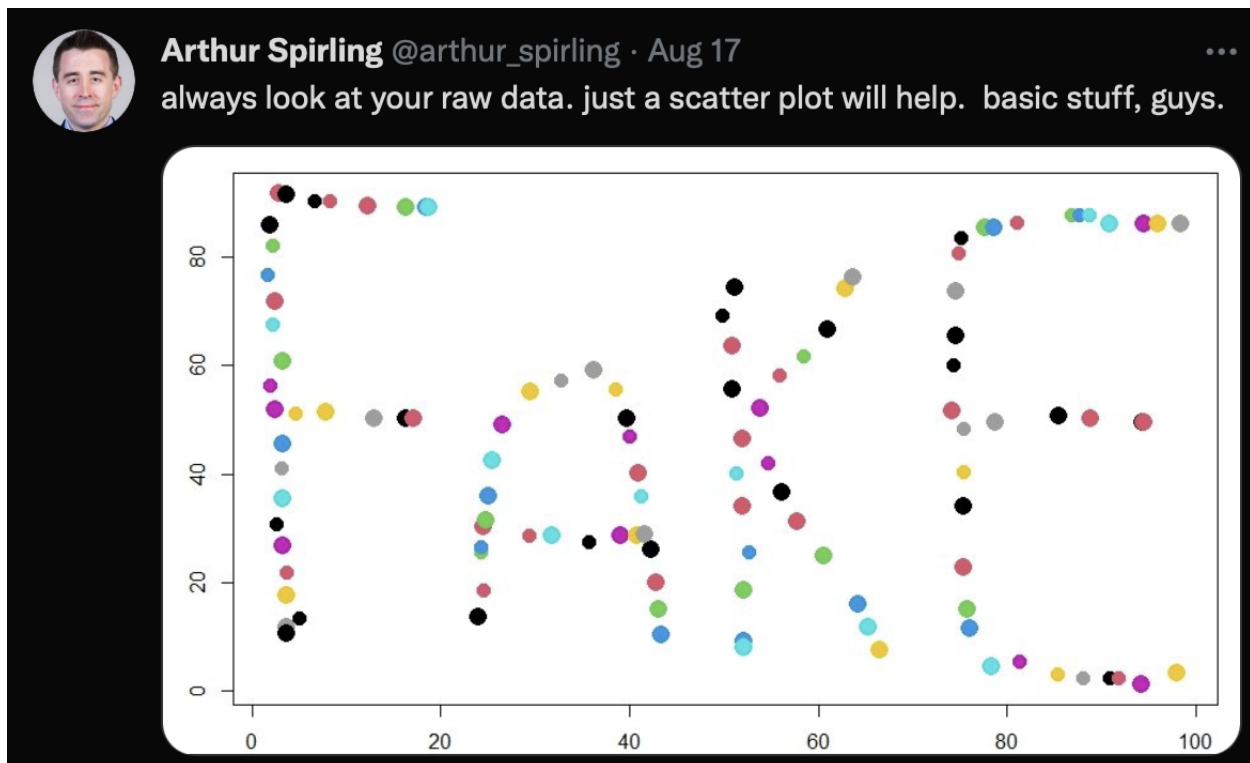 Arthur Spirling @arthur_spirling · Aug 17
always look at your raw data. just a scatter plot will help.  basic stuff, guys.
FAKE
80
60
40
20
0
0 20 40 60 80 100